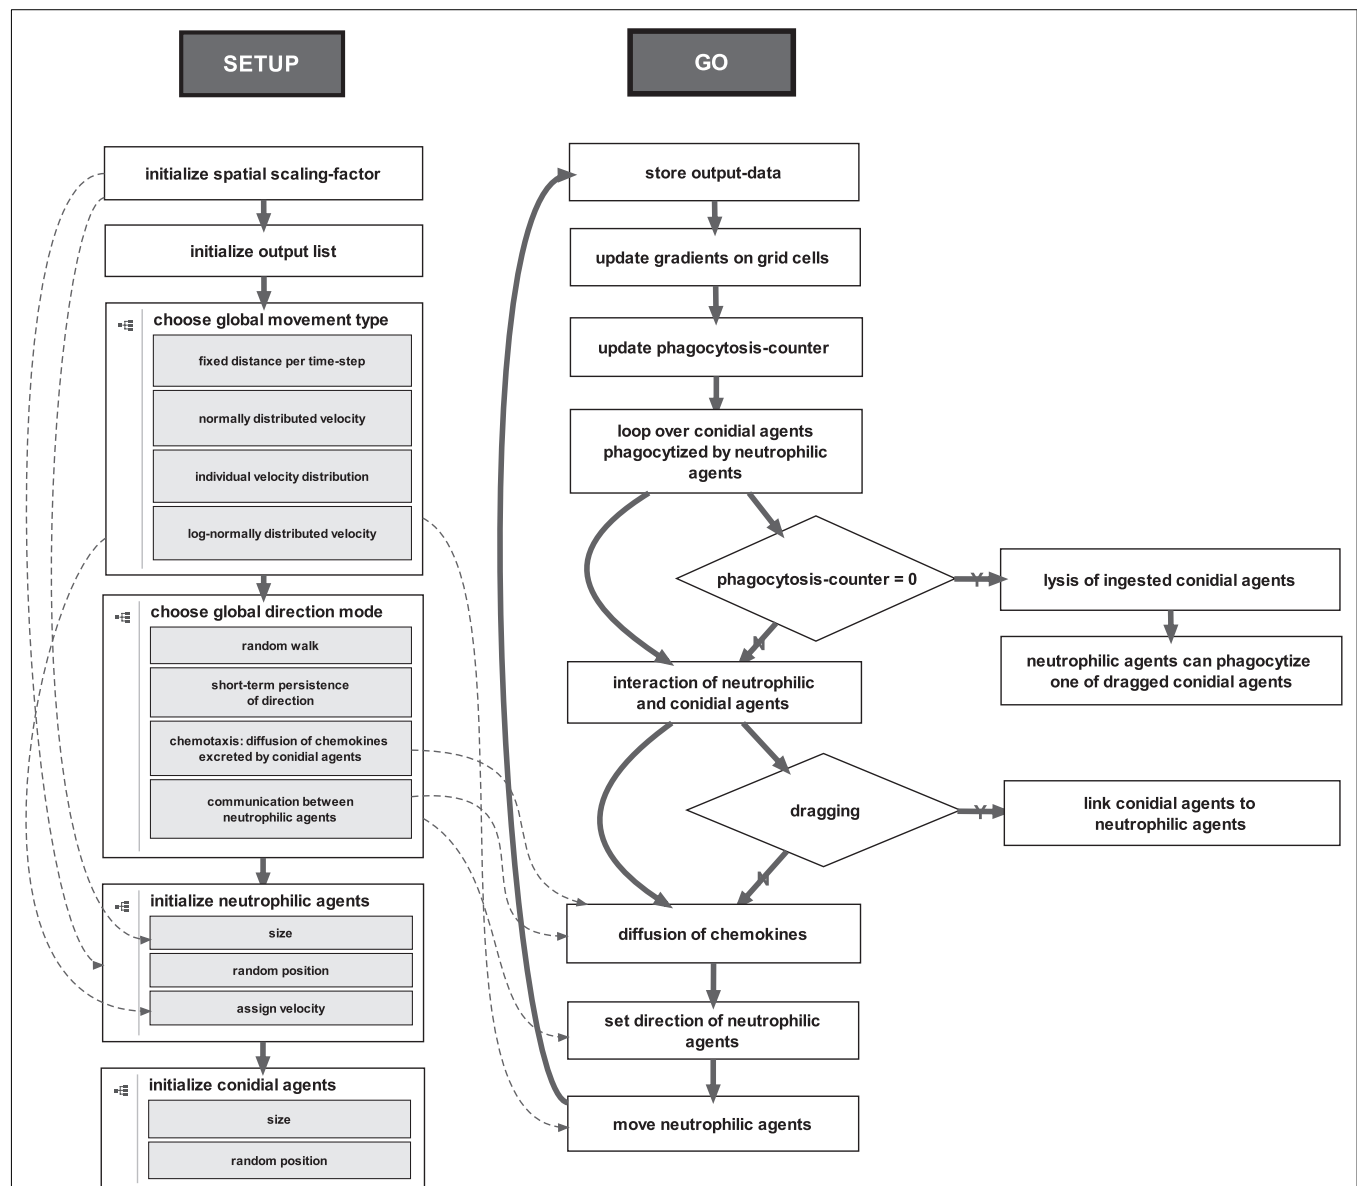 SETUP
initialize spatial scaling-factor
initialize output list
choose global movement type
fixed distance per time-step
normally distributed velocity
individual velocity distribution
log-normally distributed velocity
choose global direction mode
random walk
short-term persistence
of direction
chemotaxis: diffusion of chemokines
excreted by conidial agents
communication between
neutrophilic agents
initialize neutrophilic agents
size
random position
assign velocity
initialize conidial agents
size
random position
GO
store output-data
update gradients on grid cells
update phagocytosis-counter
loop over conidial agents
phagocytized by neutrophilic
agents
phagocytosis-counter = 0
Y
lysis of ingested conidial agents
neutrophilic agents can phagocytize
one of dragged conidial agents
N
interaction of neutrophilic
and conidial agents
dragging
Y
link conidial agents to
neutrophilic agents
N
diffusion of chemokines
set direction of neutrophilic
agents
move neutrophilic agents